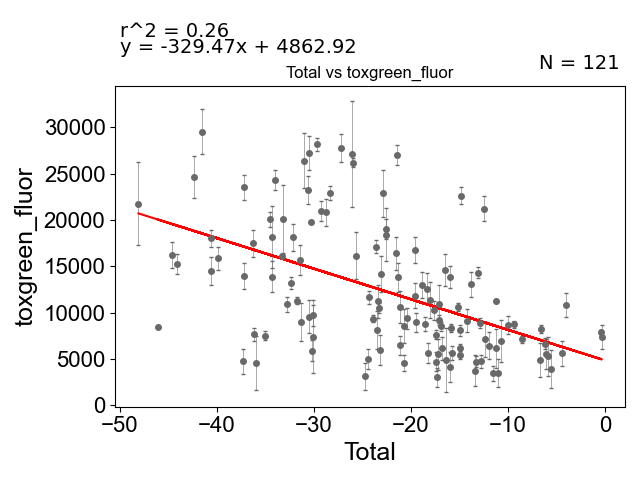 r^2 = 0.26
y = -329.47x + 4862.92
N = 121
Total vs toxgreen_fluor
toxgreen_fluor
30000
25000
20000
15000
10000
5000
0
−50 −40 −30 −20 −10 0
Total